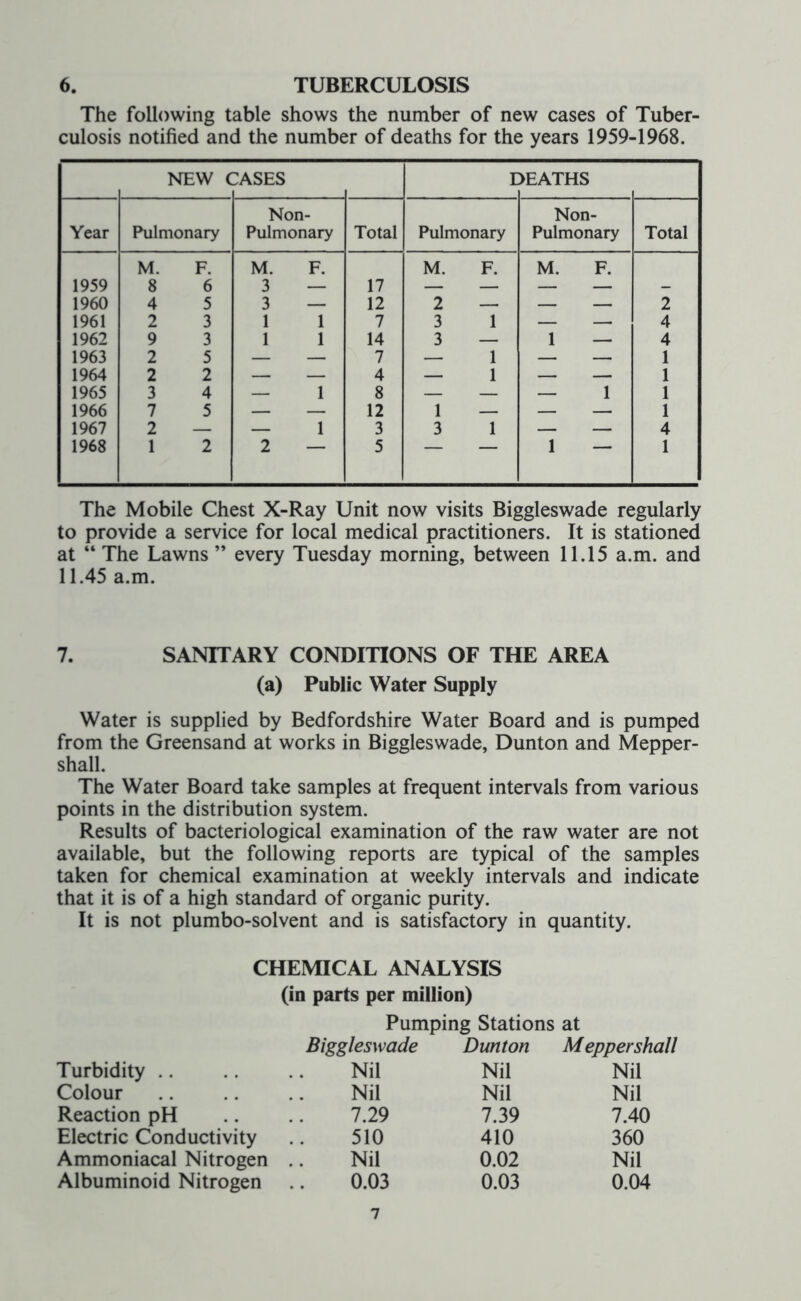 6. TUBERCULOSIS
The following table shows the number of new cases of Tuber-
culosis notified and the number of deaths for the years 1959-1968.
NEW CASES DEATHS
Year Pulmonary Non-Pulmonary Total Pulmonary Non-Pulmonary Total
M. F. M. F. M. F. M. F.
1959 8 6 3 — 17 — — — — –
1960 4 5 3 — 12 2 — — — 2
1961 2 3 1 1 7 3 1 — — 4
1962 9 3 1 1 14 3 — 1 — 4
1963 2 5 — — 7 — 1 — — 1
1964 2 2 — — 4 — 1 — — 1
1965 3 4 — 1 8 — — — 1 1
1966 7 5 — — 12 1 — — — 1
1967 2 — — 1 3 3 1 — — 4
1968 1 2 2 — 5 — — 1 — 1
The Mobile Chest X-Ray Unit now visits Biggleswade regularly
to provide a service for local medical practitioners. It is stationed
at “ The Lawns ” every Tuesday morning, between 11.15 a.m. and
11.45 a.m.
7. SANITARY CONDITIONS OF THE AREA
(a) Public Water Supply
Water is supplied by Bedfordshire Water Board and is pumped
from the Greensand at works in Biggleswade, Dunton and Mepper-
shall.
The Water Board take samples at frequent intervals from various
points in the distribution system.
Results of bacteriological examination of the raw water are not
available, but the following reports are typical of the samples
taken for chemical examination at weekly intervals and indicate
that it is of a high standard of organic purity.
It is not plumbo-solvent and is satisfactory in quantity.
CHEMICAL ANALYSIS
(in parts per million)
Pumping Stations at
Biggleswade Dunton Meppershall
Turbidity .. .. .. Nil Nil Nil
Colour .. .. .. Nil Nil Nil
Reaction pH .. .. 7.29 7.39 7.40
Electric Conductivity .. 510 410 360
Ammoniacal Nitrogen .. Nil 0.02 Nil
Albuminoid Nitrogen .. 0.03 0.03 0.04
7